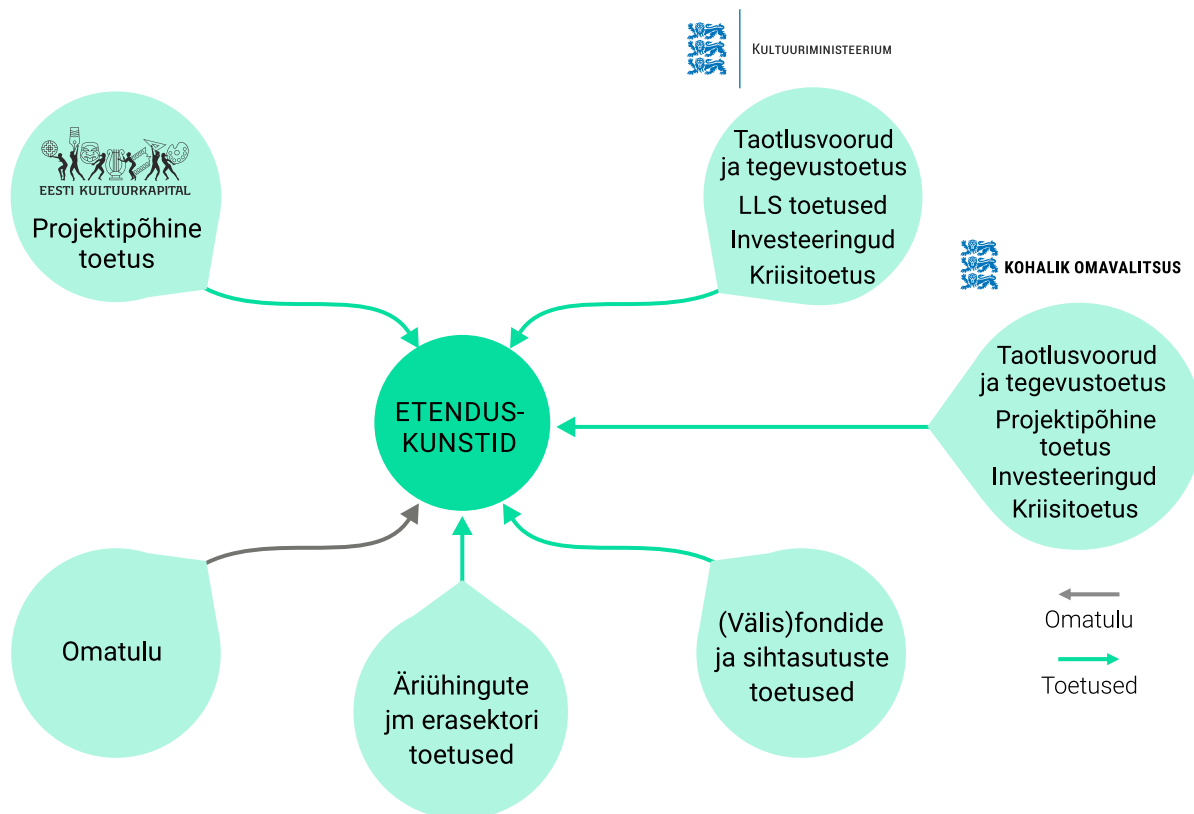 KULTUURIMINISTEERIUM
EESTI KULTUURKAPITAL
Projektipõhine
toetus
Taotlusvoorud
ja tegevustoetus
LLS toetused
Investeeringud
Kriisitoetus
KOHALIK OMAVALITSUS
Taotlusvoorud
ja tegevustoetus
Projektipõhine
toetus
Investeeringud
Kriisitoetus
ETENDUS-
KUNSTID
Omatulu
Äriühingute
jm erasektori
toetused
(Välis)fondide
ja sihtasutuste
toetused
Omatulu
Toetused